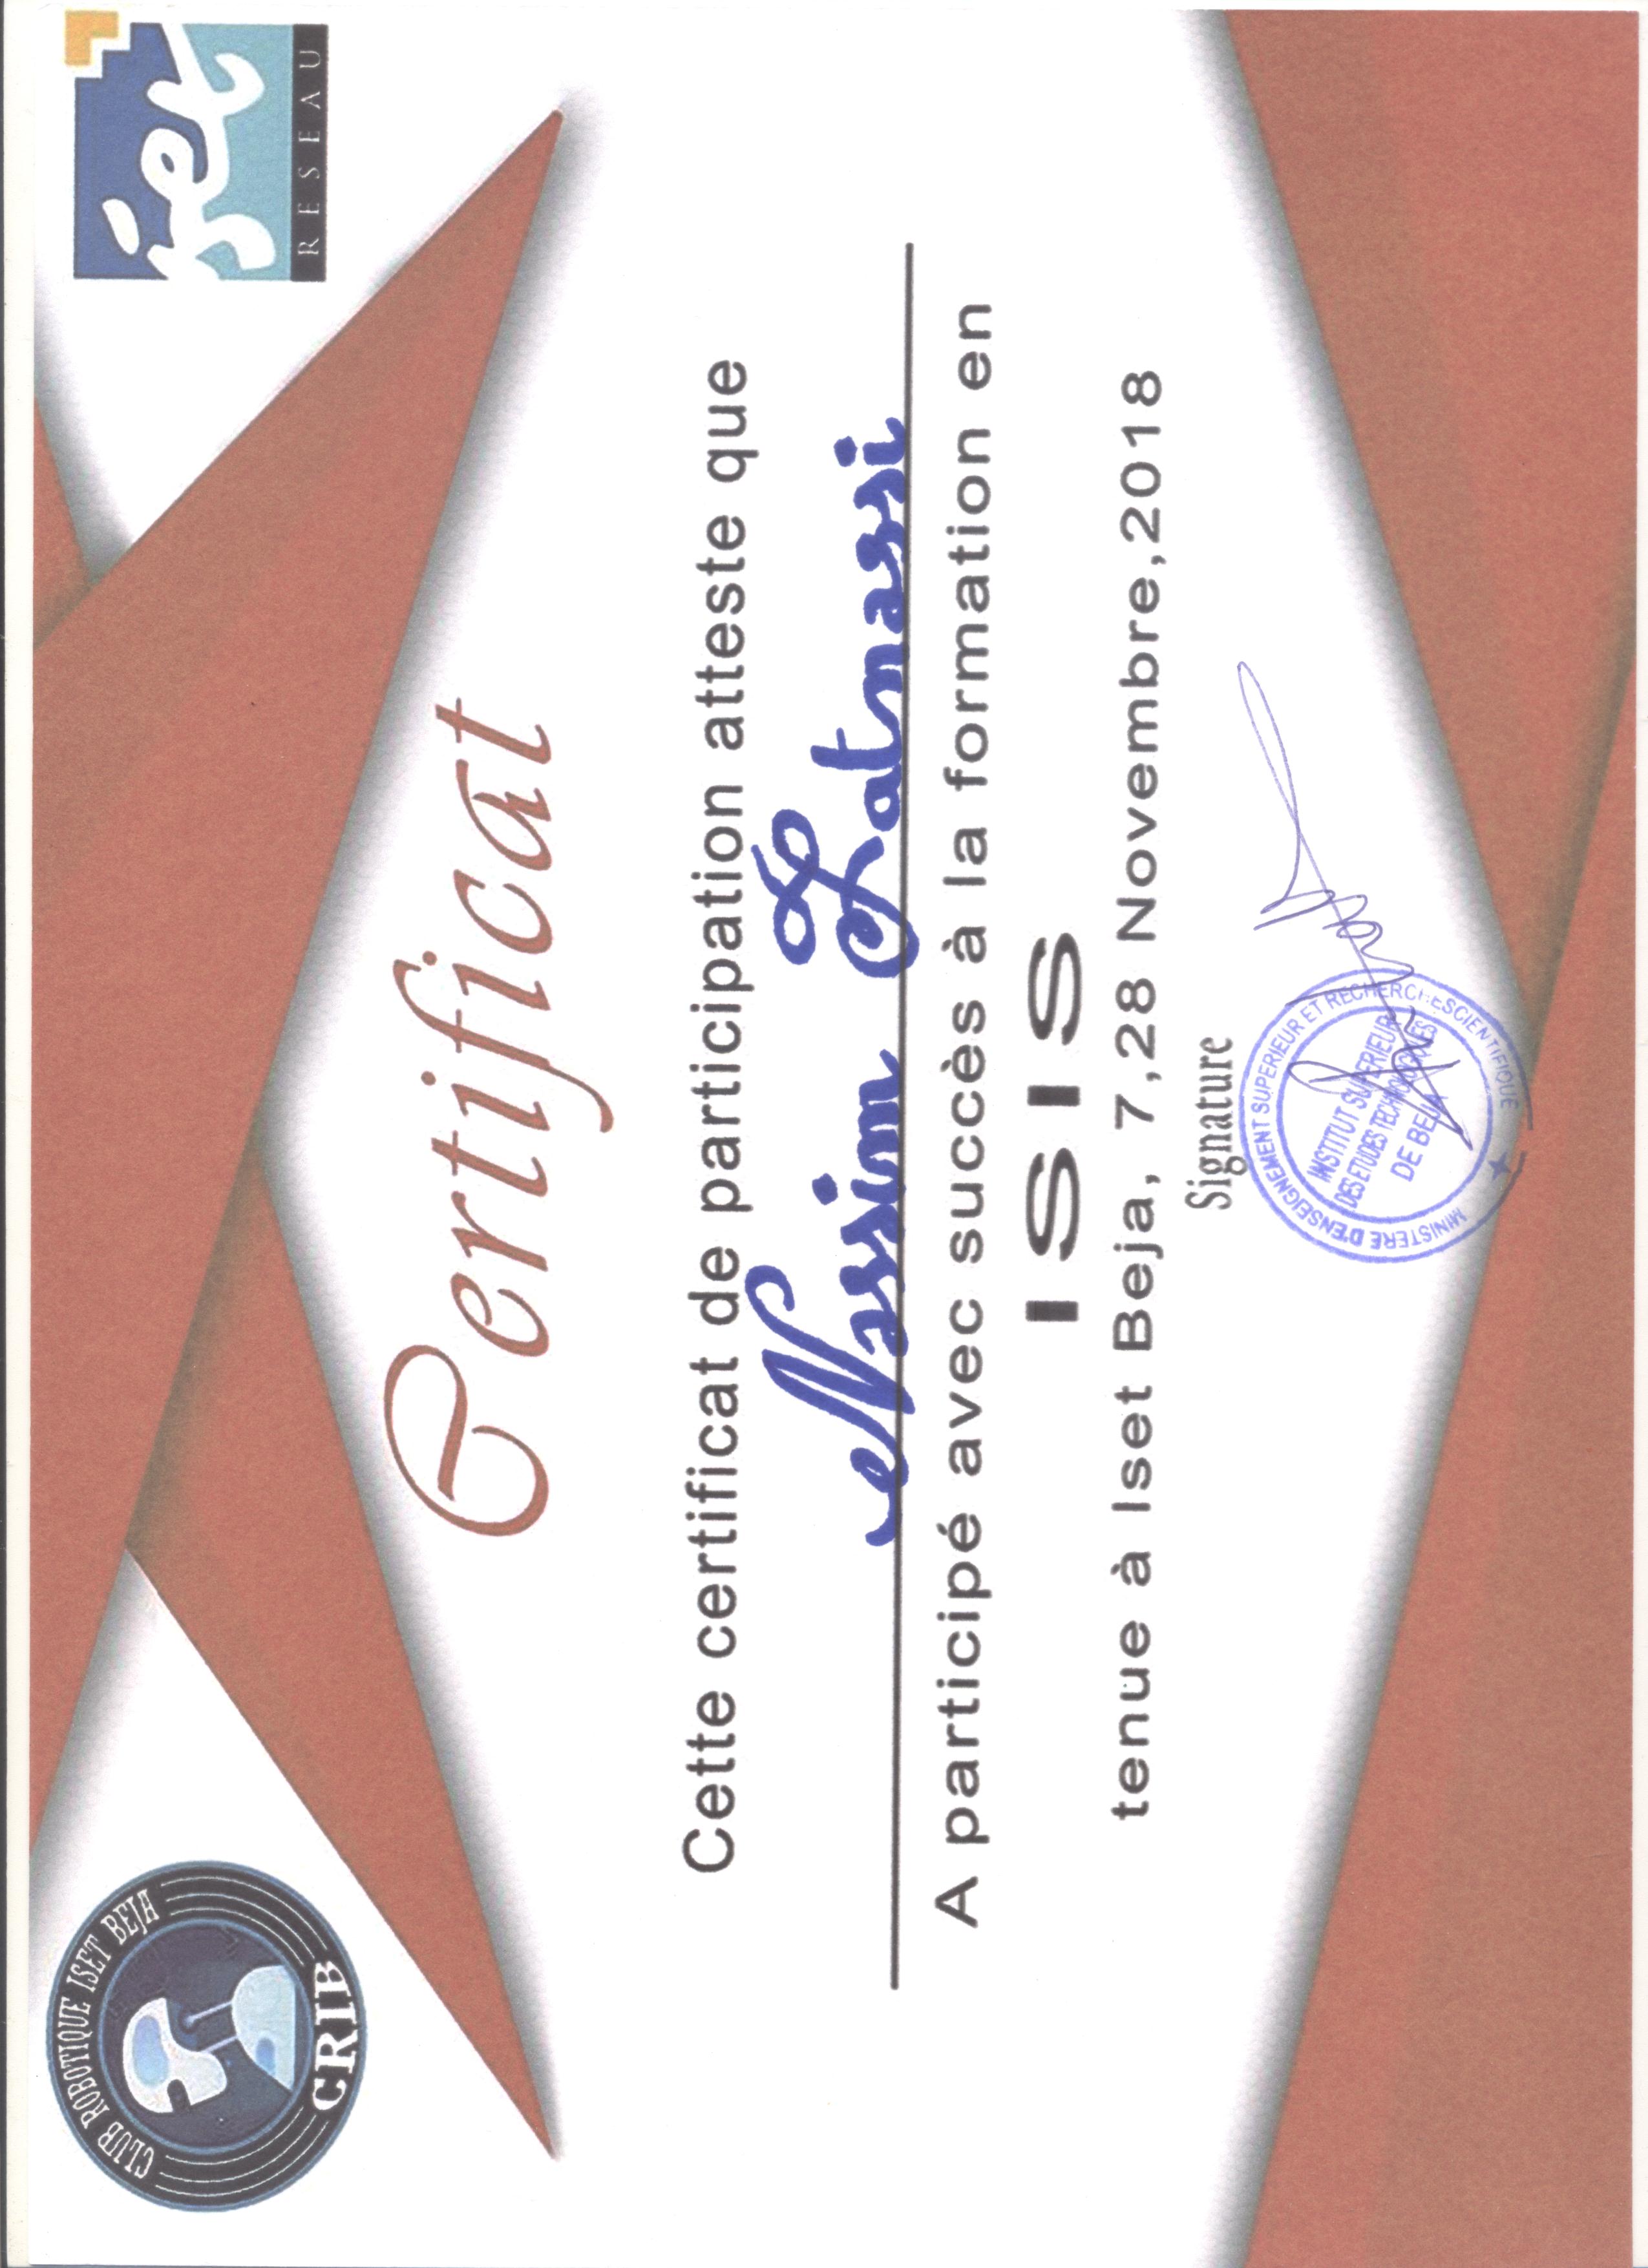 CLUB ROBOTIQUE ISET BEJA
CRIB
iset
RESEAU
Certificat
Cette certificat de participation atteste que
Nassim Fatnassi
A participé avec succès à la formation en
ISIS
tenue à Iset Beja, 7,28 Novembre,2018
Signature
MINISTERE D'ENSEIGNEMENT SUPERIEUR ET RECHERCHE SCIENTIFIQUE
INSTITUT SUPERIEUR
DES ETUDES TECHNOLOGIQUES
DE BEJA